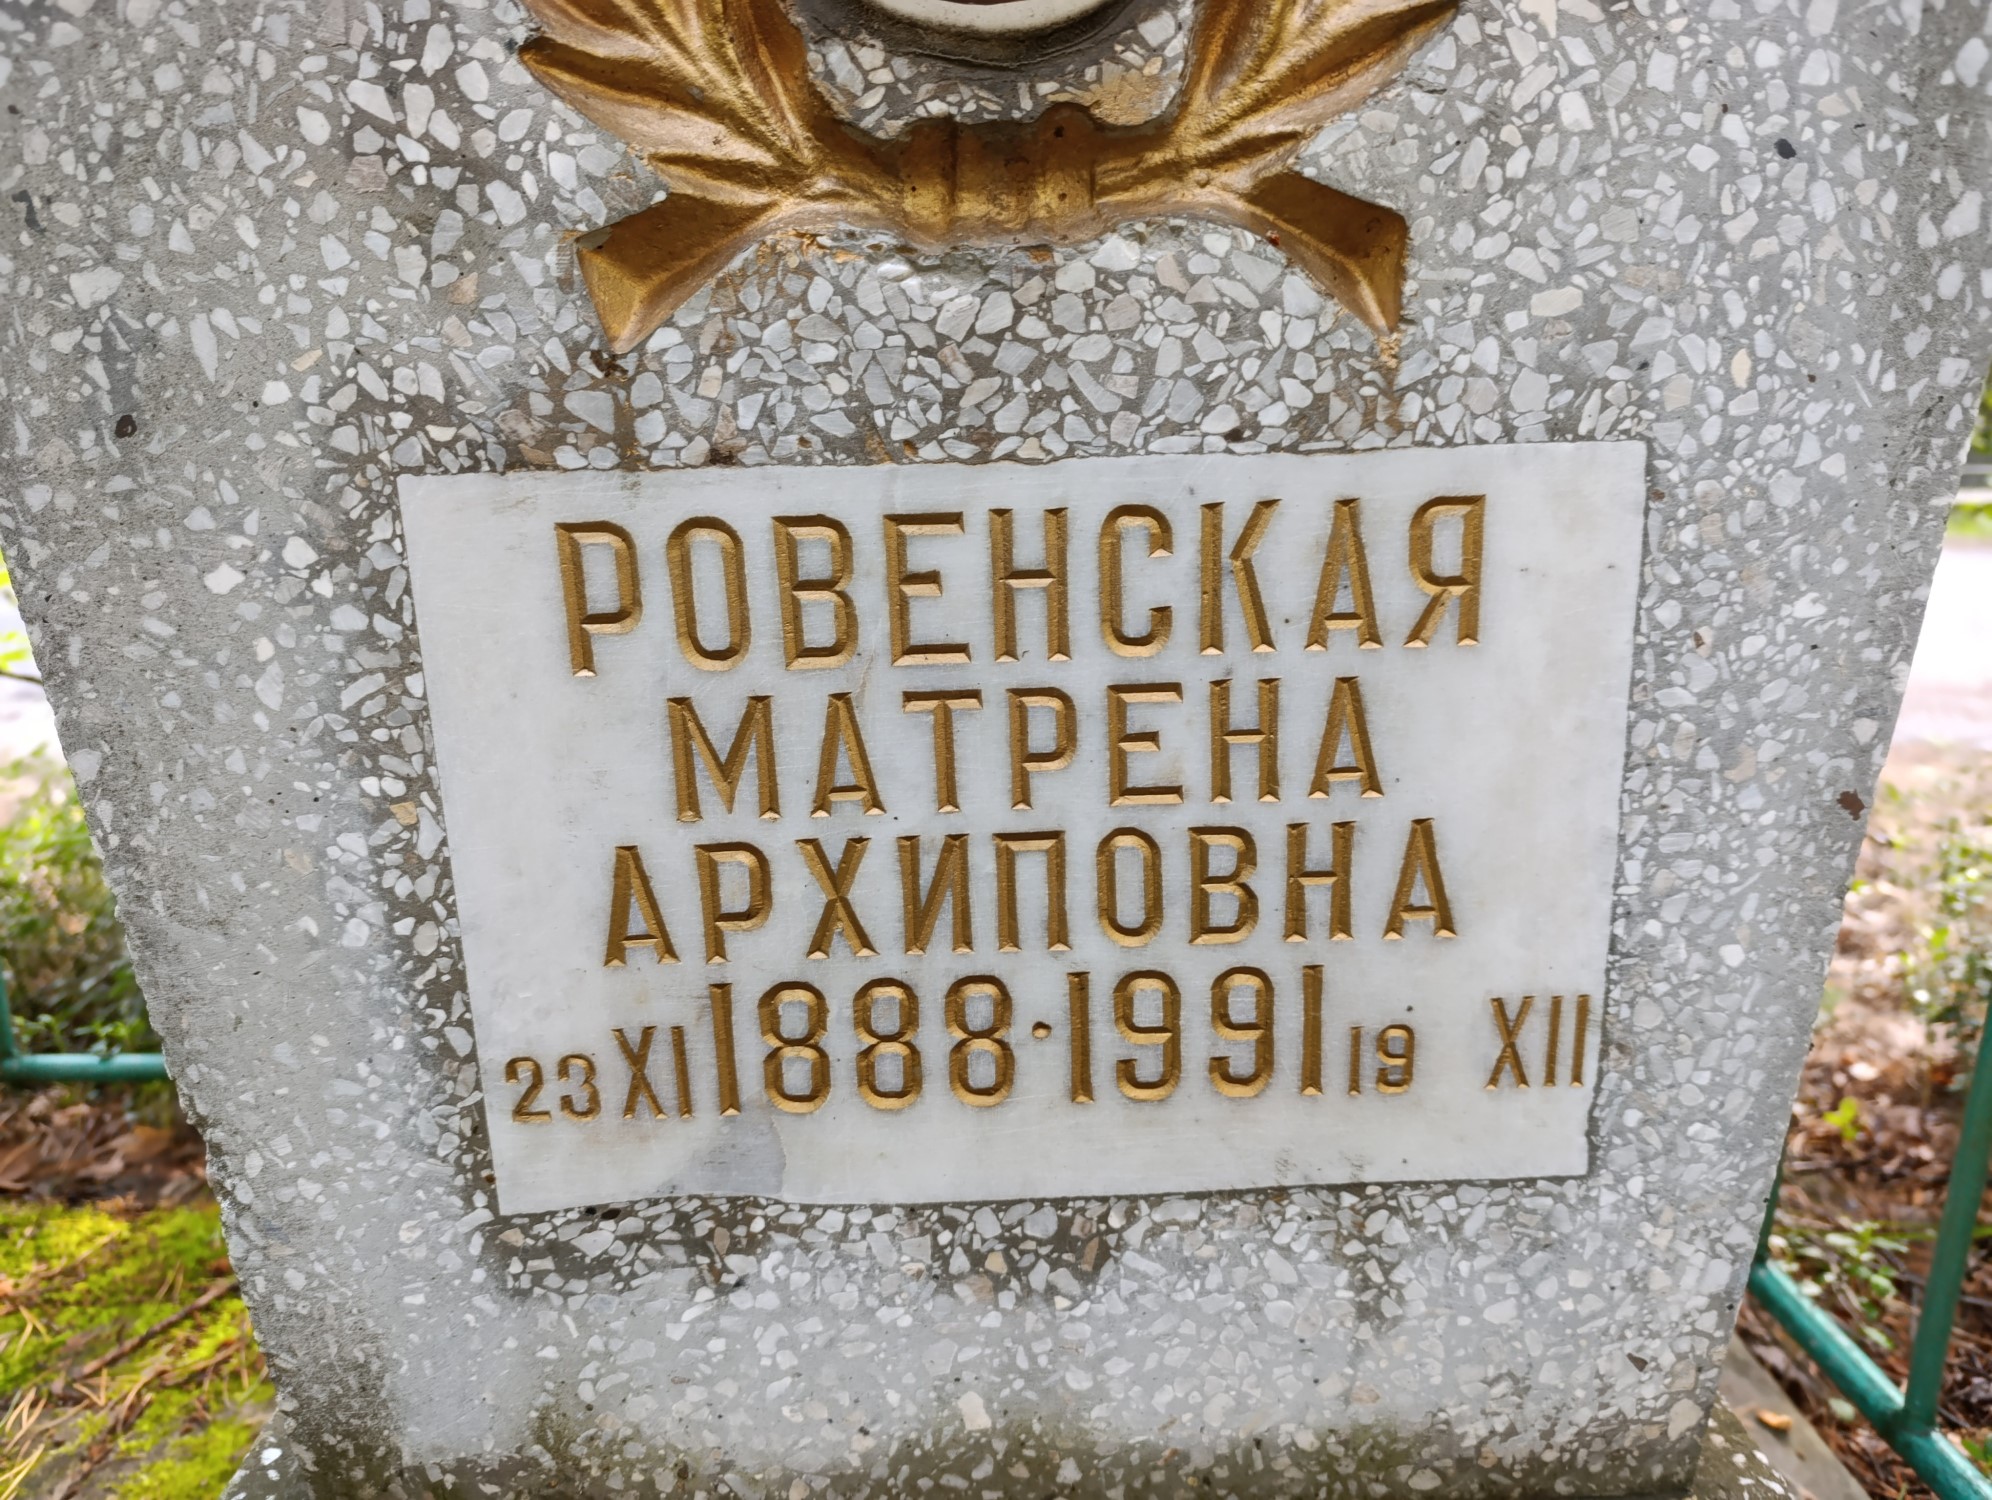 РОВЕНСКАЯ
МАТРЕНА
АРХИПОВНА
23 XI 1888·1991 19 XII